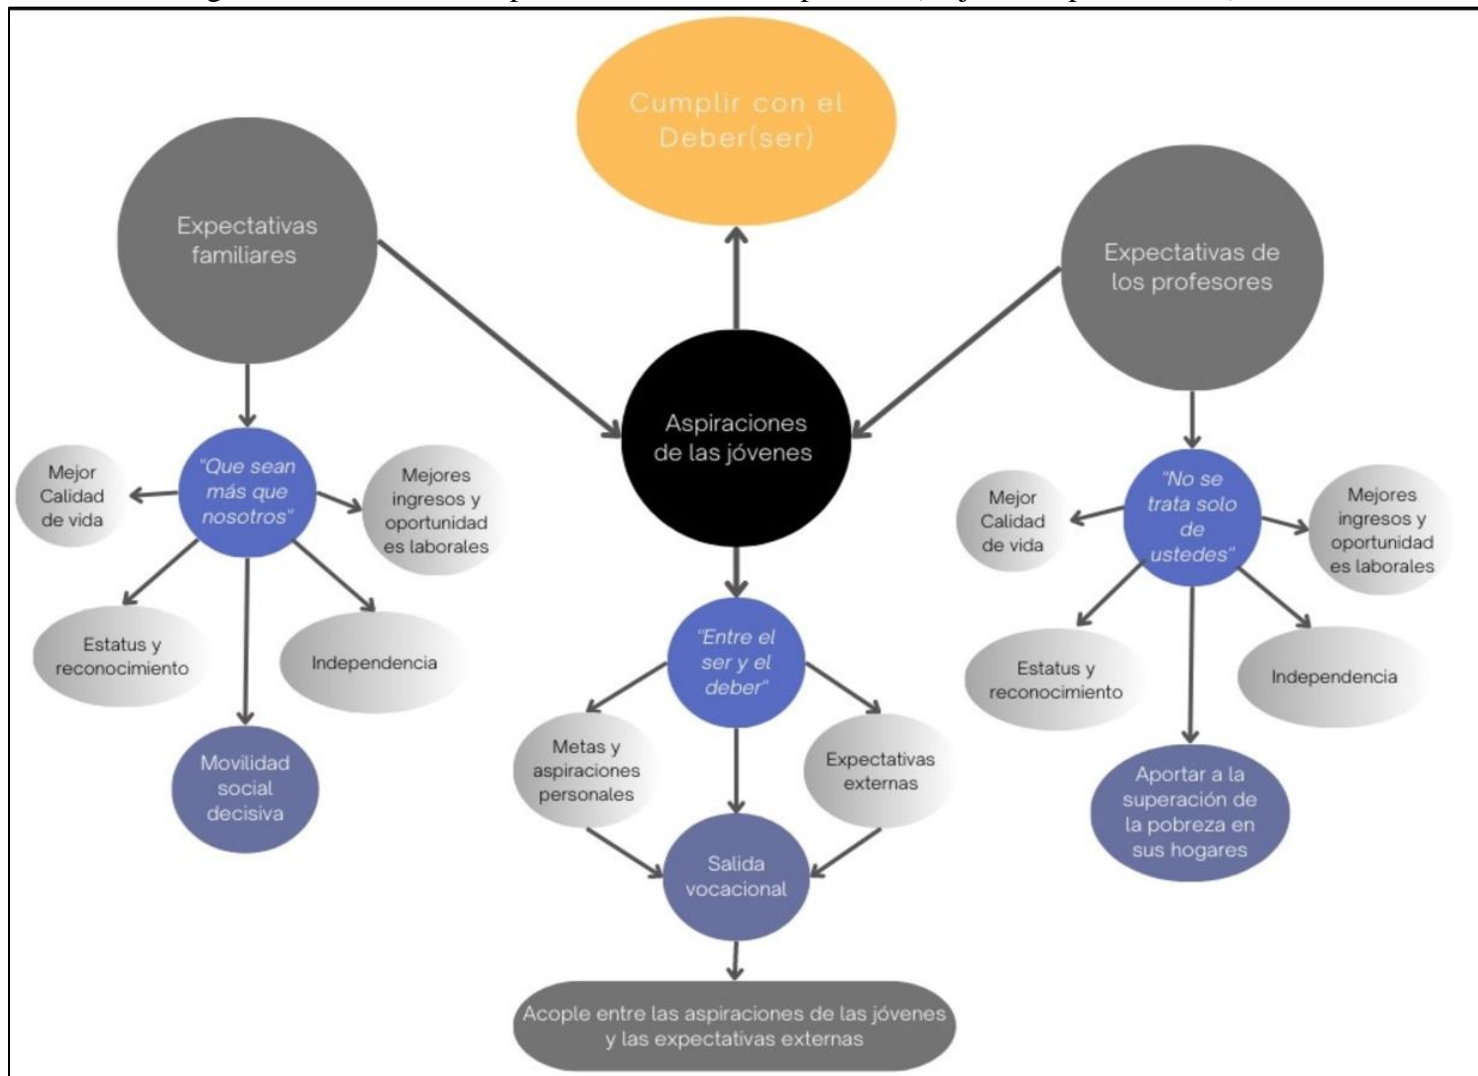 Cumplir con el
Deber(ser)
Expectativas
familiares
Expectativas de
los profesores
Aspiraciones
de las jóvenes
"Que sean
más que
nosotros"
Mejor
Calidad
de vida
Mejores
ingresos y
oportunidad
es laborales
Estatus y
reconocimiento
Independencia
Movilidad
social
decisiva
"Entre el
ser y el
deber"
Metas y
aspiraciones
personales
Expectativas
externas
Salida
vocacional
Acople entre las aspiraciones de las jóvenes
y las expectativas externas
"No se
trata solo
de
ustedes"
Mejor
Calidad
de vida
Mejores
ingresos y
oportunidad
es laborales
Estatus y
reconocimiento
Independencia
Aportar a la
superación de
la pobreza en
sus hogares